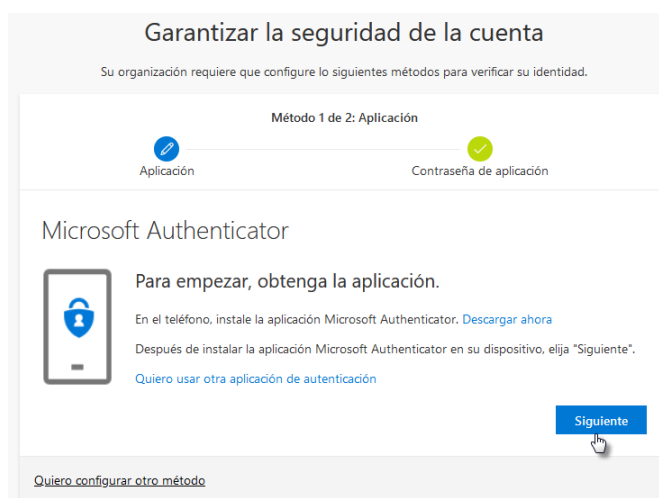 Garantizar la seguridad de la cuenta
Su organización requiere que configure lo siguientes métodos para verificar su identidad.
Método 1 de 2: Aplicación
Aplicación
Contraseña de aplicación
Microsoft Authenticator
Para empezar, obtenga la aplicación.
En el teléfono, instale la aplicación Microsoft Authenticator. Descargar ahora
Después de instalar la aplicación Microsoft Authenticator en su dispositivo, elija "Siguiente".
Quiero usar otra aplicación de autenticación
Siguiente
Quiero configurar otro método